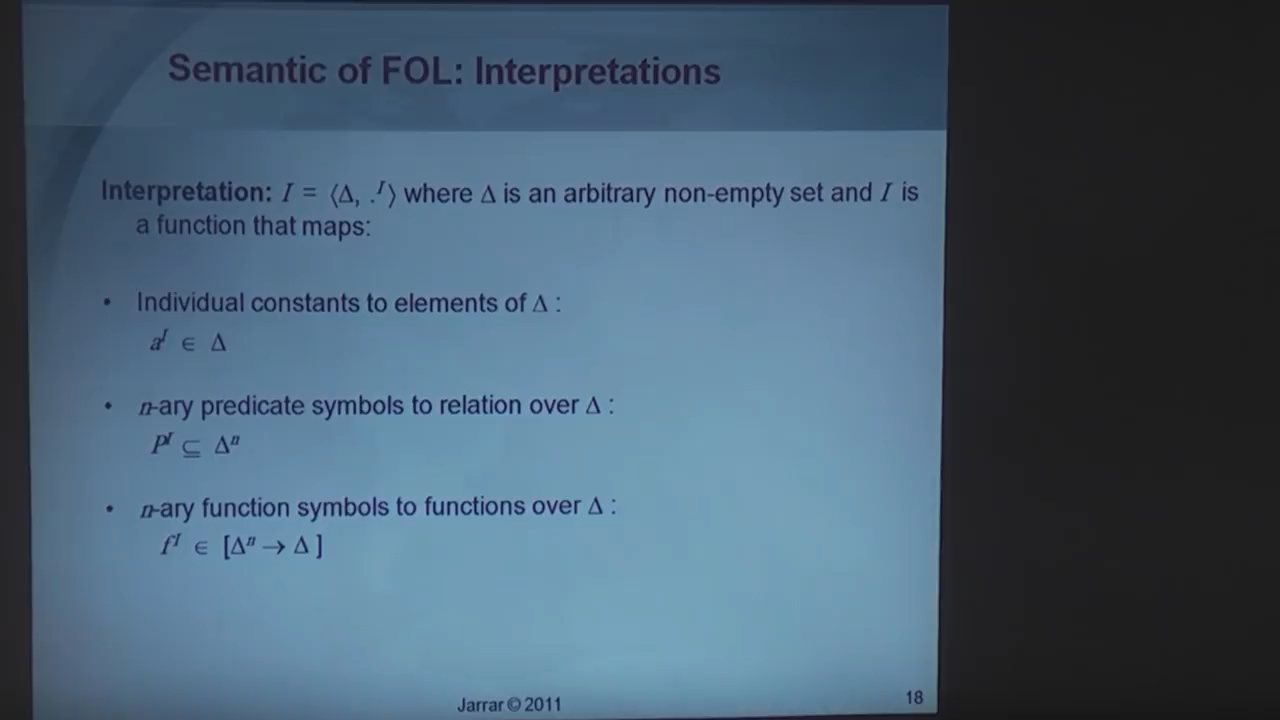 Semantic of FOL: Interpretations
Interpretation: I = ⟨Δ, .ᴵ⟩ where Δ is an arbitrary non-empty set and I is
a function that maps:
• Individual constants to elements of Δ :
aᴵ ∈ Δ
• n-ary predicate symbols to relation over Δ :
Pᴵ ⊆ Δⁿ
• n-ary function symbols to functions over Δ :
fᴵ ∈ [Δⁿ → Δ ]
Jarrar © 2011
18